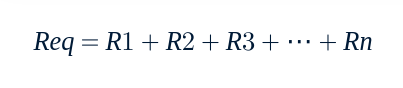 Req = R1 + R2 + R3 + ⋯ + Rn